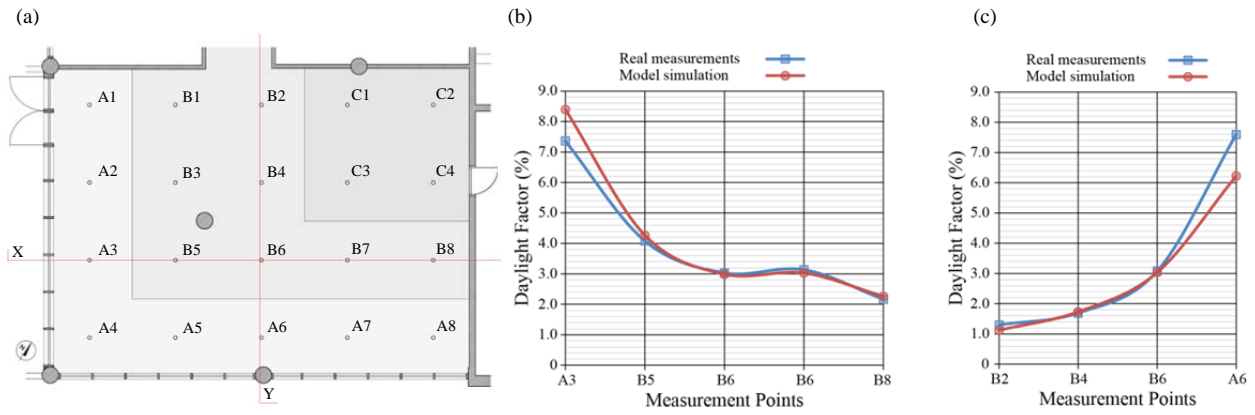 (a)
A1 B1 B2 C1 C2
A2 B3 B4 C3 C4
X A3 B5 B6 B7 B8
A4 A5 A6 A7 A8
Y
(b)
Real measurements
Model simulation
Daylight Factor (%)
9.0
8.0
7.0
6.0
5.0
4.0
3.0
2.0
1.0
0
A3 B5 B6 B6 B8
Measurement Points
(c)
Real measurements
Model simulation
Daylight Factor (%)
9.0
8.0
7.0
6.0
5.0
4.0
3.0
2.0
1.0
0
B2 B4 B6 A6
Measurement Points